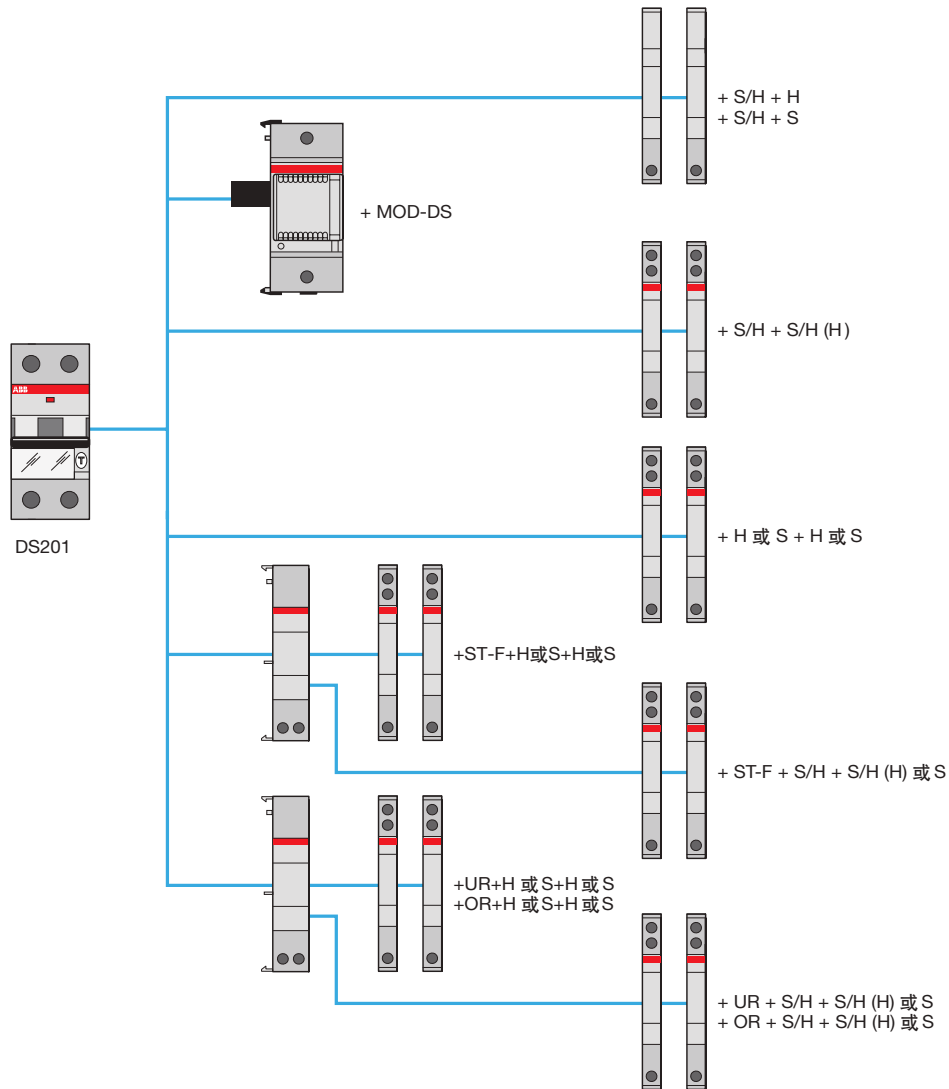 + S/H + H
+ S/H + S
+ MOD-DS
+ S/H + S/H (H)
ABB
T
DS201
+ H 或 S + H 或 S
+ST-F+H或S+H或S
+ ST-F + S/H + S/H (H) 或 S
+UR+H 或 S+H 或 S
+OR+H 或 S+H 或 S
+ UR + S/H + S/H (H) 或 S
+ OR + S/H + S/H (H) 或 S